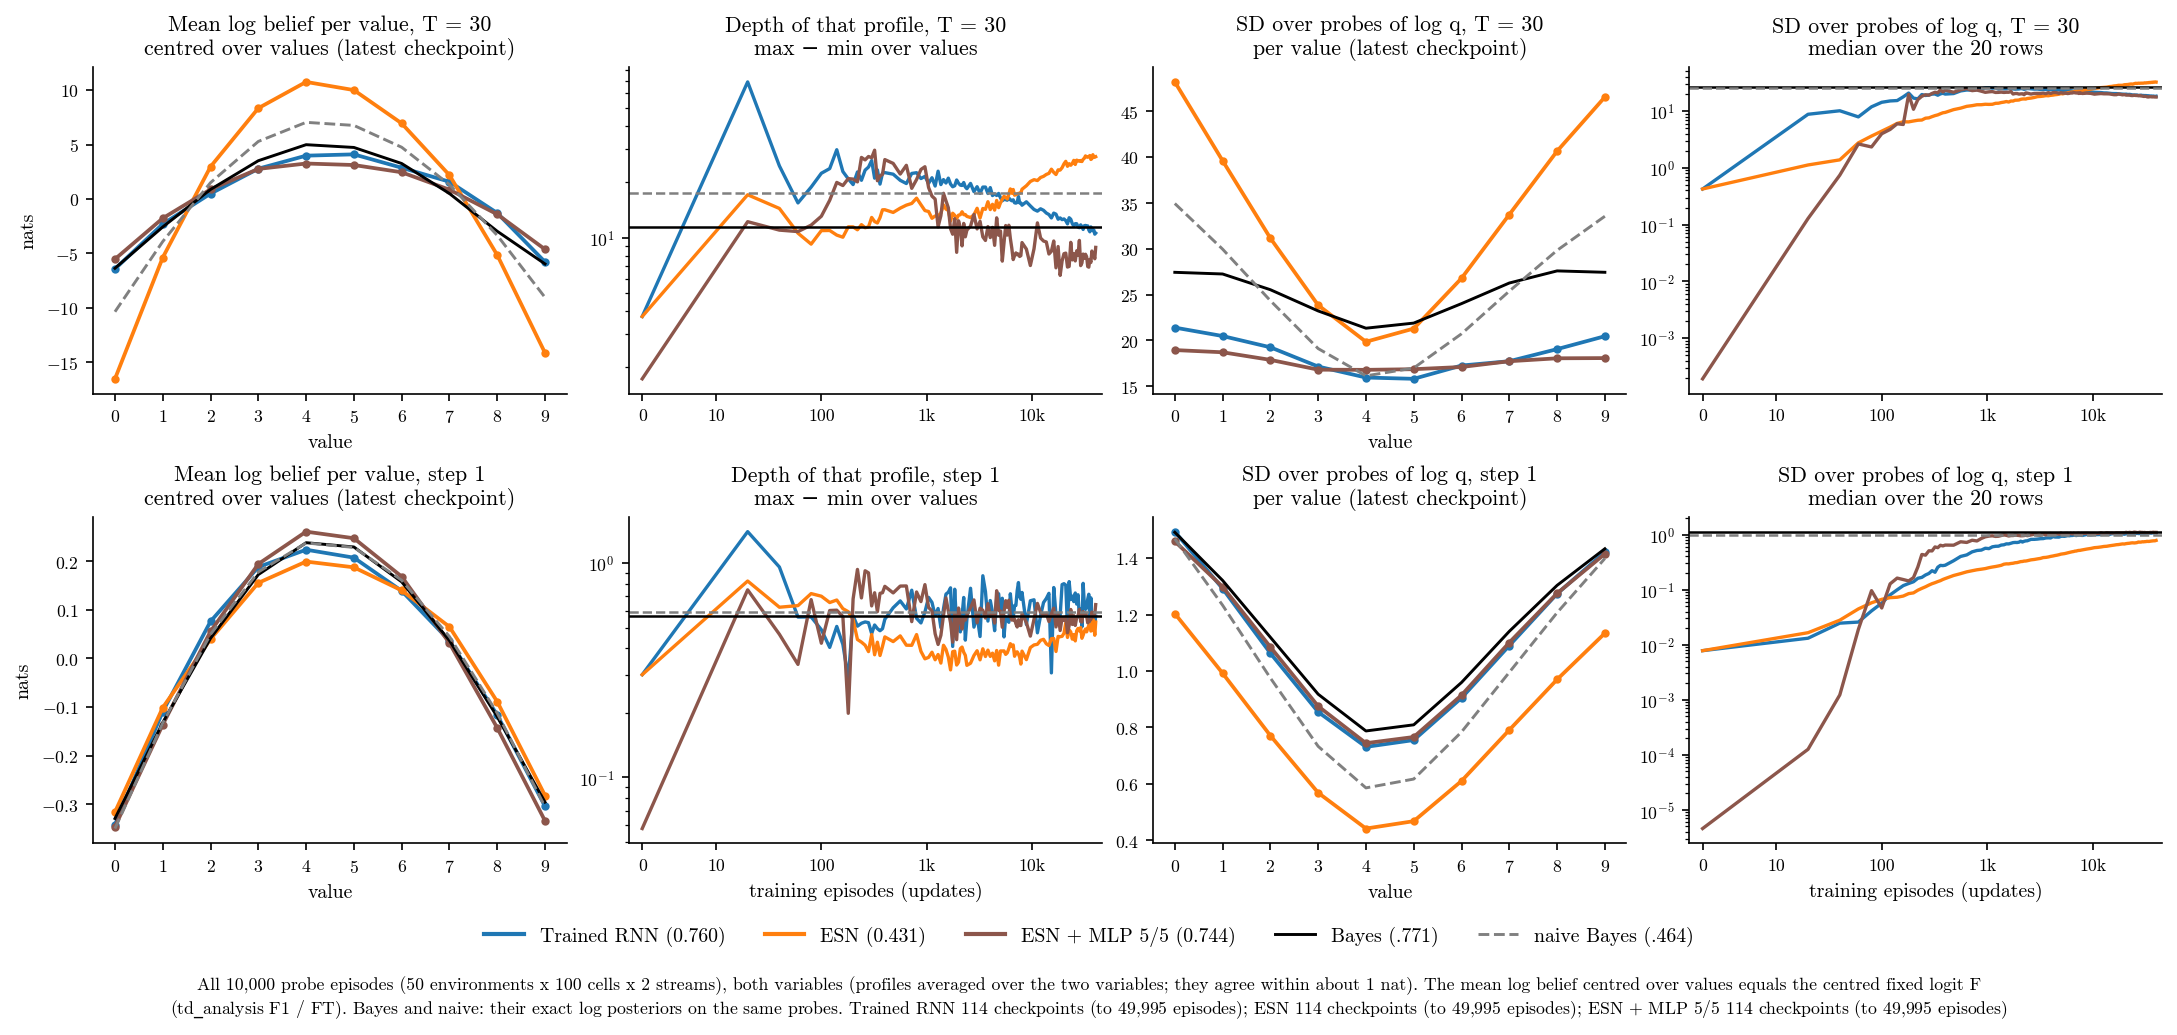 Mean log belief per value, T = 30
centred over values (latest checkpoint)
Depth of that profile, T = 30
max − min over values
SD over probes of log q, T = 30
per value (latest checkpoint)
SD over probes of log q, T = 30
median over the 20 rows
nats
10
5
0
−5
−10
−15
0 1 2 3 4 5 6 7 8 9
value
10¹
0 10 100 1k 10k
45
40
35
30
25
20
15
0 1 2 3 4 5 6 7 8 9
value
10¹
10⁰
10⁻¹
10⁻²
10⁻³
0 10 100 1k 10k
Mean log belief per value, step 1
centred over values (latest checkpoint)
Depth of that profile, step 1
max − min over values
SD over probes of log q, step 1
per value (latest checkpoint)
SD over probes of log q, step 1
median over the 20 rows
nats
0.2
0.1
0.0
−0.1
−0.2
−0.3
0 1 2 3 4 5 6 7 8 9
value
10⁰
10⁻¹
0 10 100 1k 10k
training episodes (updates)
1.4
1.2
1.0
0.8
0.6
0.4
0 1 2 3 4 5 6 7 8 9
value
10⁰
10⁻¹
10⁻²
10⁻³
10⁻⁴
10⁻⁵
0 10 100 1k 10k
training episodes (updates)
Trained RNN (0.760) ESN (0.431) ESN + MLP 5/5 (0.744) Bayes (.771) naive Bayes (.464)
All 10,000 probe episodes (50 environments x 100 cells x 2 streams), both variables (profiles averaged over the two variables; they agree within about 1 nat). The mean log belief centred over values equals the centred fixed logit F
(td_analysis F1 / FT). Bayes and naive: their exact log posteriors on the same probes. Trained RNN 114 checkpoints (to 49,995 episodes); ESN 114 checkpoints (to 49,995 episodes); ESN + MLP 5/5 114 checkpoints (to 49,995 episodes)